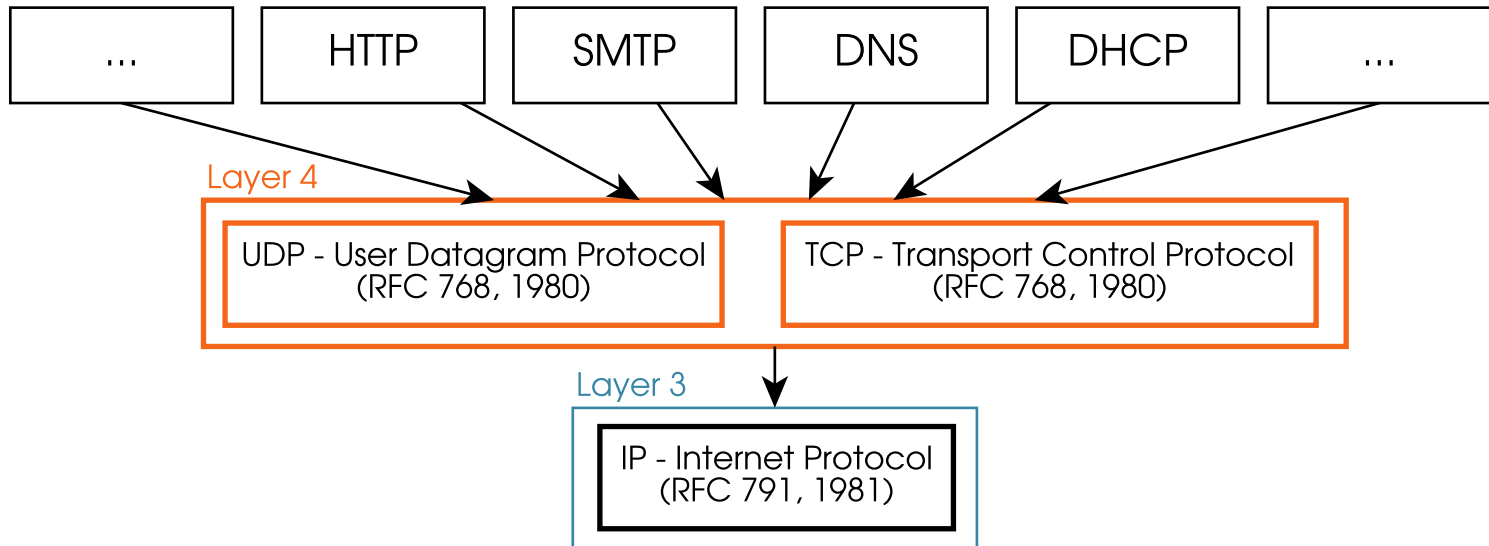 ...
HTTP
SMTP
DNS
DHCP
...
Layer 4
UDP - User Datagram Protocol
(RFC 768, 1980)
TCP - Transport Control Protocol
(RFC 768, 1980)
Layer 3
IP - Internet Protocol
(RFC 791, 1981)